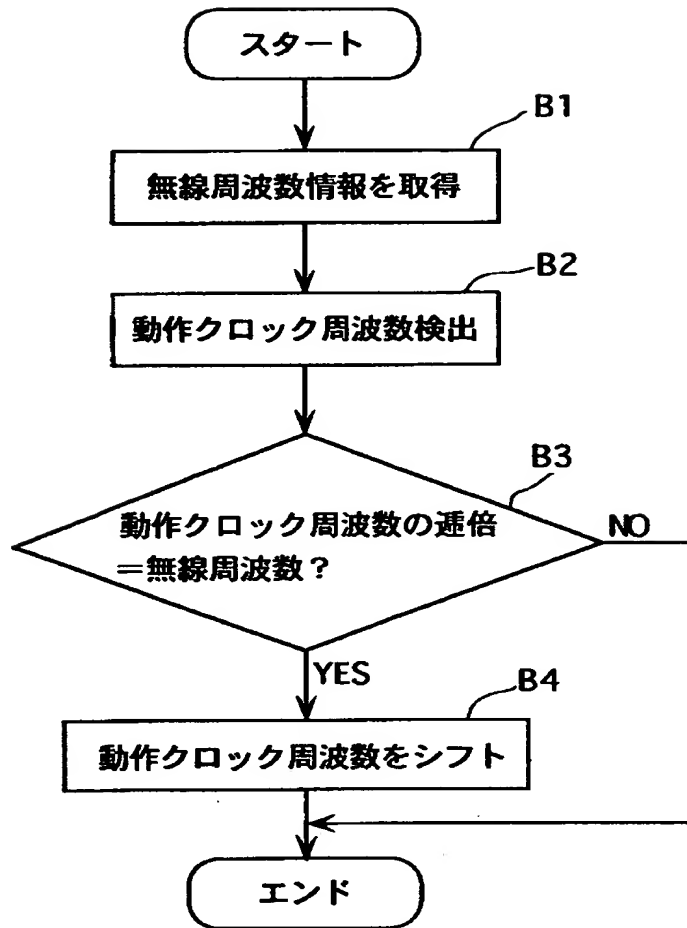 スタート
B1
無線周波数情報を取得
B2
動作クロック周波数検出
B3
動作クロック周波数の逓倍
＝無線周波数？
NO
YES
B4
動作クロック周波数をシフト
エンド